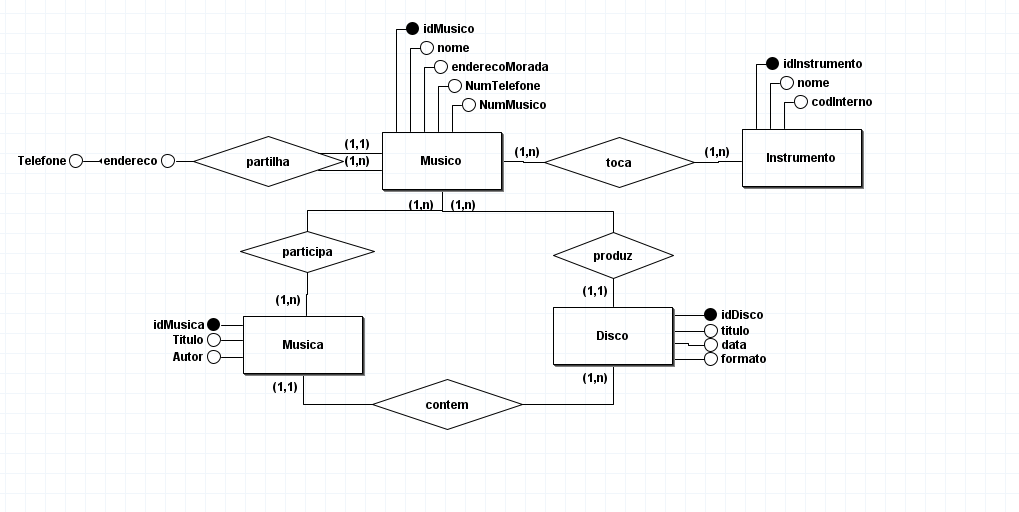 idMusico
nome
enderecoMorada
NumTelefone
NumMusico
idInstrumento
nome
codInterno
Telefone
endereco
partilha
(1,1)
(1,n)
Musico
(1,n)
toca
(1,n)
Instrumento
(1,n)
(1,n)
participa
produz
(1,n)
(1,1)
idMusica
Titulo
Autor
Musica
Disco
idDisco
titulo
data
formato
(1,1)
(1,n)
contem